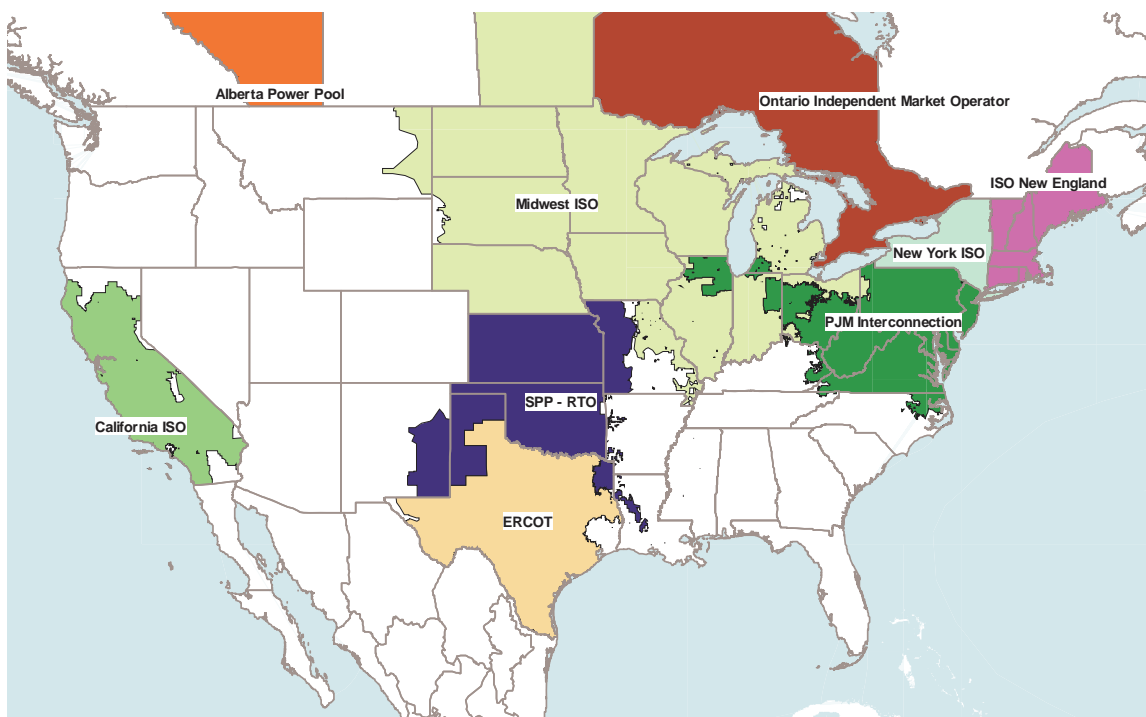 Alberta Power Pool
Ontario Independent Market Operator
ISO New England
Midwest ISO
New York ISO
PJM Interconnection
SPP - RTO
California ISO
ERCOT